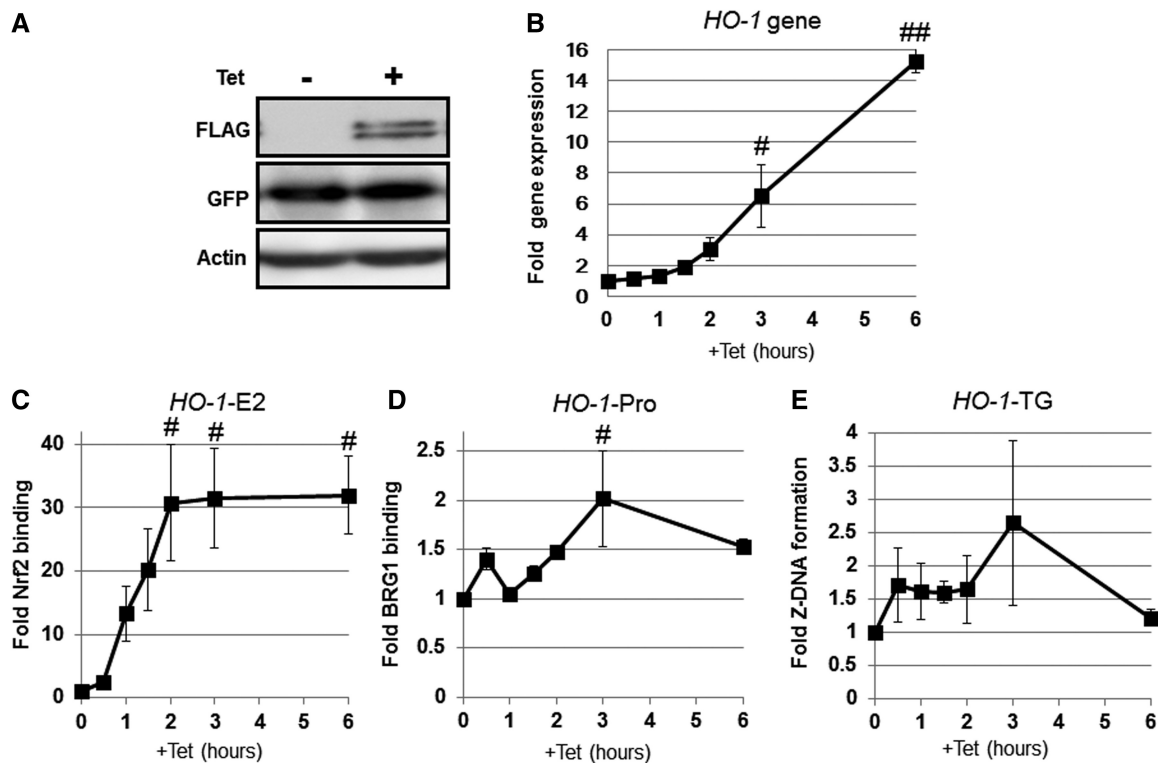 A
Tet - +
FLAG
GFP
Actin
B
HO-1 gene
Fold gene expression
16
14
12
10
8
6
4
2
0
#
##
0 1 2 3 4 5 6
+Tet (hours)
C
HO-1-E2
Fold Nrf2 binding
40
30
20
10
0
# # #
0 1 2 3 4 5 6
+Tet (hours)
D
HO-1-Pro
Fold BRG1 binding
2.5
2
1.5
1
0.5
0
#
0 1 2 3 4 5 6
+Tet (hours)
E
HO-1-TG
Fold Z-DNA formation
4
3.5
3
2.5
2
1.5
1
0.5
0
0 1 2 3 4 5 6
+Tet (hours)